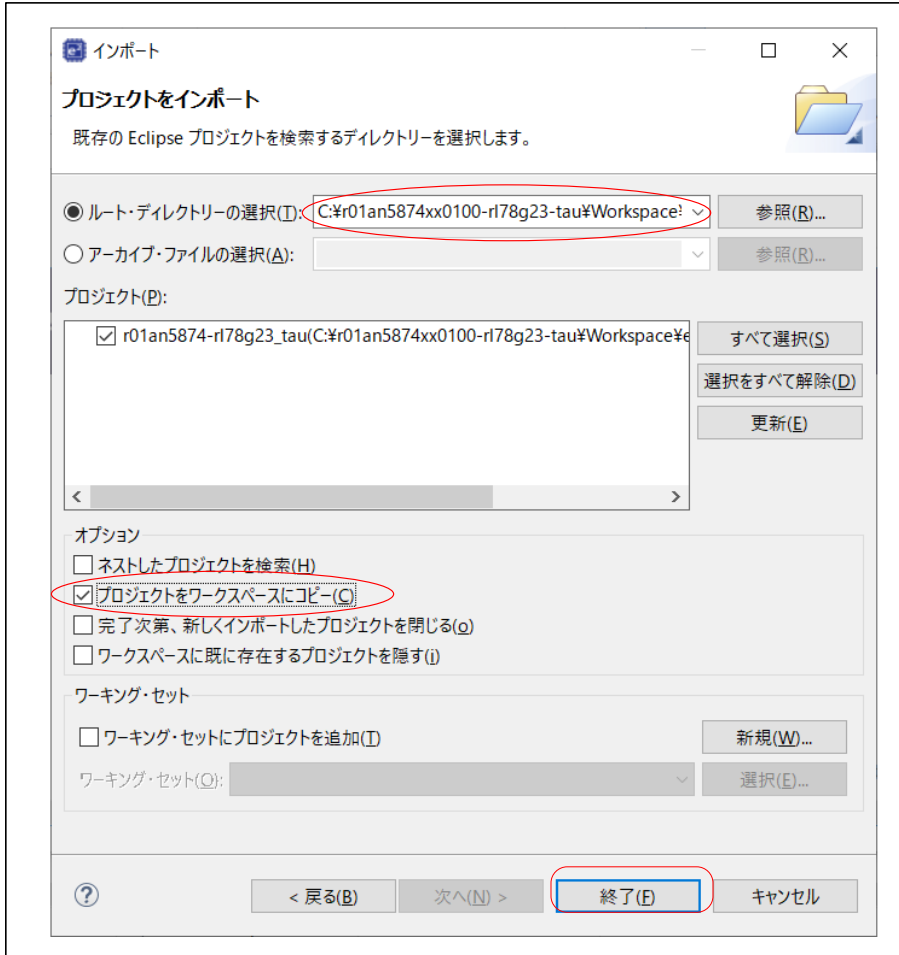 インポート
プロジェクトをインポート
既存の Eclipse プロジェクトを検索するディレクトリーを選択します。
ルート・ディレクトリーの選択(T): C:¥r01an5874xx0100-rl78g23-tau¥Workspace¥ 参照(R)...
アーカイブ・ファイルの選択(A): 参照(R)...
プロジェクト(P):
r01an5874-rl78g23_tau(C:¥r01an5874xx0100-rl78g23-tau¥Workspace¥e すべて選択(S)
選択をすべて解除(D)
更新(E)
オプション
ネストしたプロジェクトを検索(H)
プロジェクトをワークスペースにコピー(C)
完了次第、新しくインポートしたプロジェクトを閉じる(o)
ワークスペースに既に存在するプロジェクトを隠す(i)
ワーキング・セット
ワーキング・セットにプロジェクトを追加(T) 新規(W)...
ワーキング・セット(O): 選択(E)...
< 戻る(B) 次へ(N) > 終了(F) キャンセル